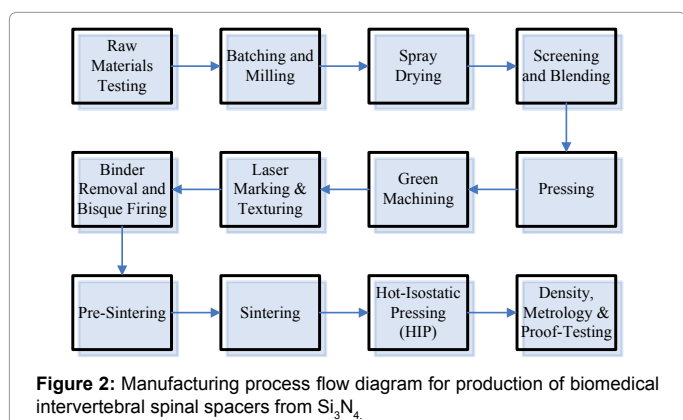 Raw
Materials
Testing
Batching and
Milling
Spray
Drying
Screening
and Blending
Binder
Removal and
Bisque Firing
Laser
Marking &
Texturing
Green
Machining
Pressing
Pre-Sintering
Sintering
Hot-Isostatic
Pressing
(HIP)
Density,
Metrology &
Proof-Testing
Figure 2: Manufacturing process flow diagram for production of biomedical
intervertebral spinal spacers from Si₃N₄.